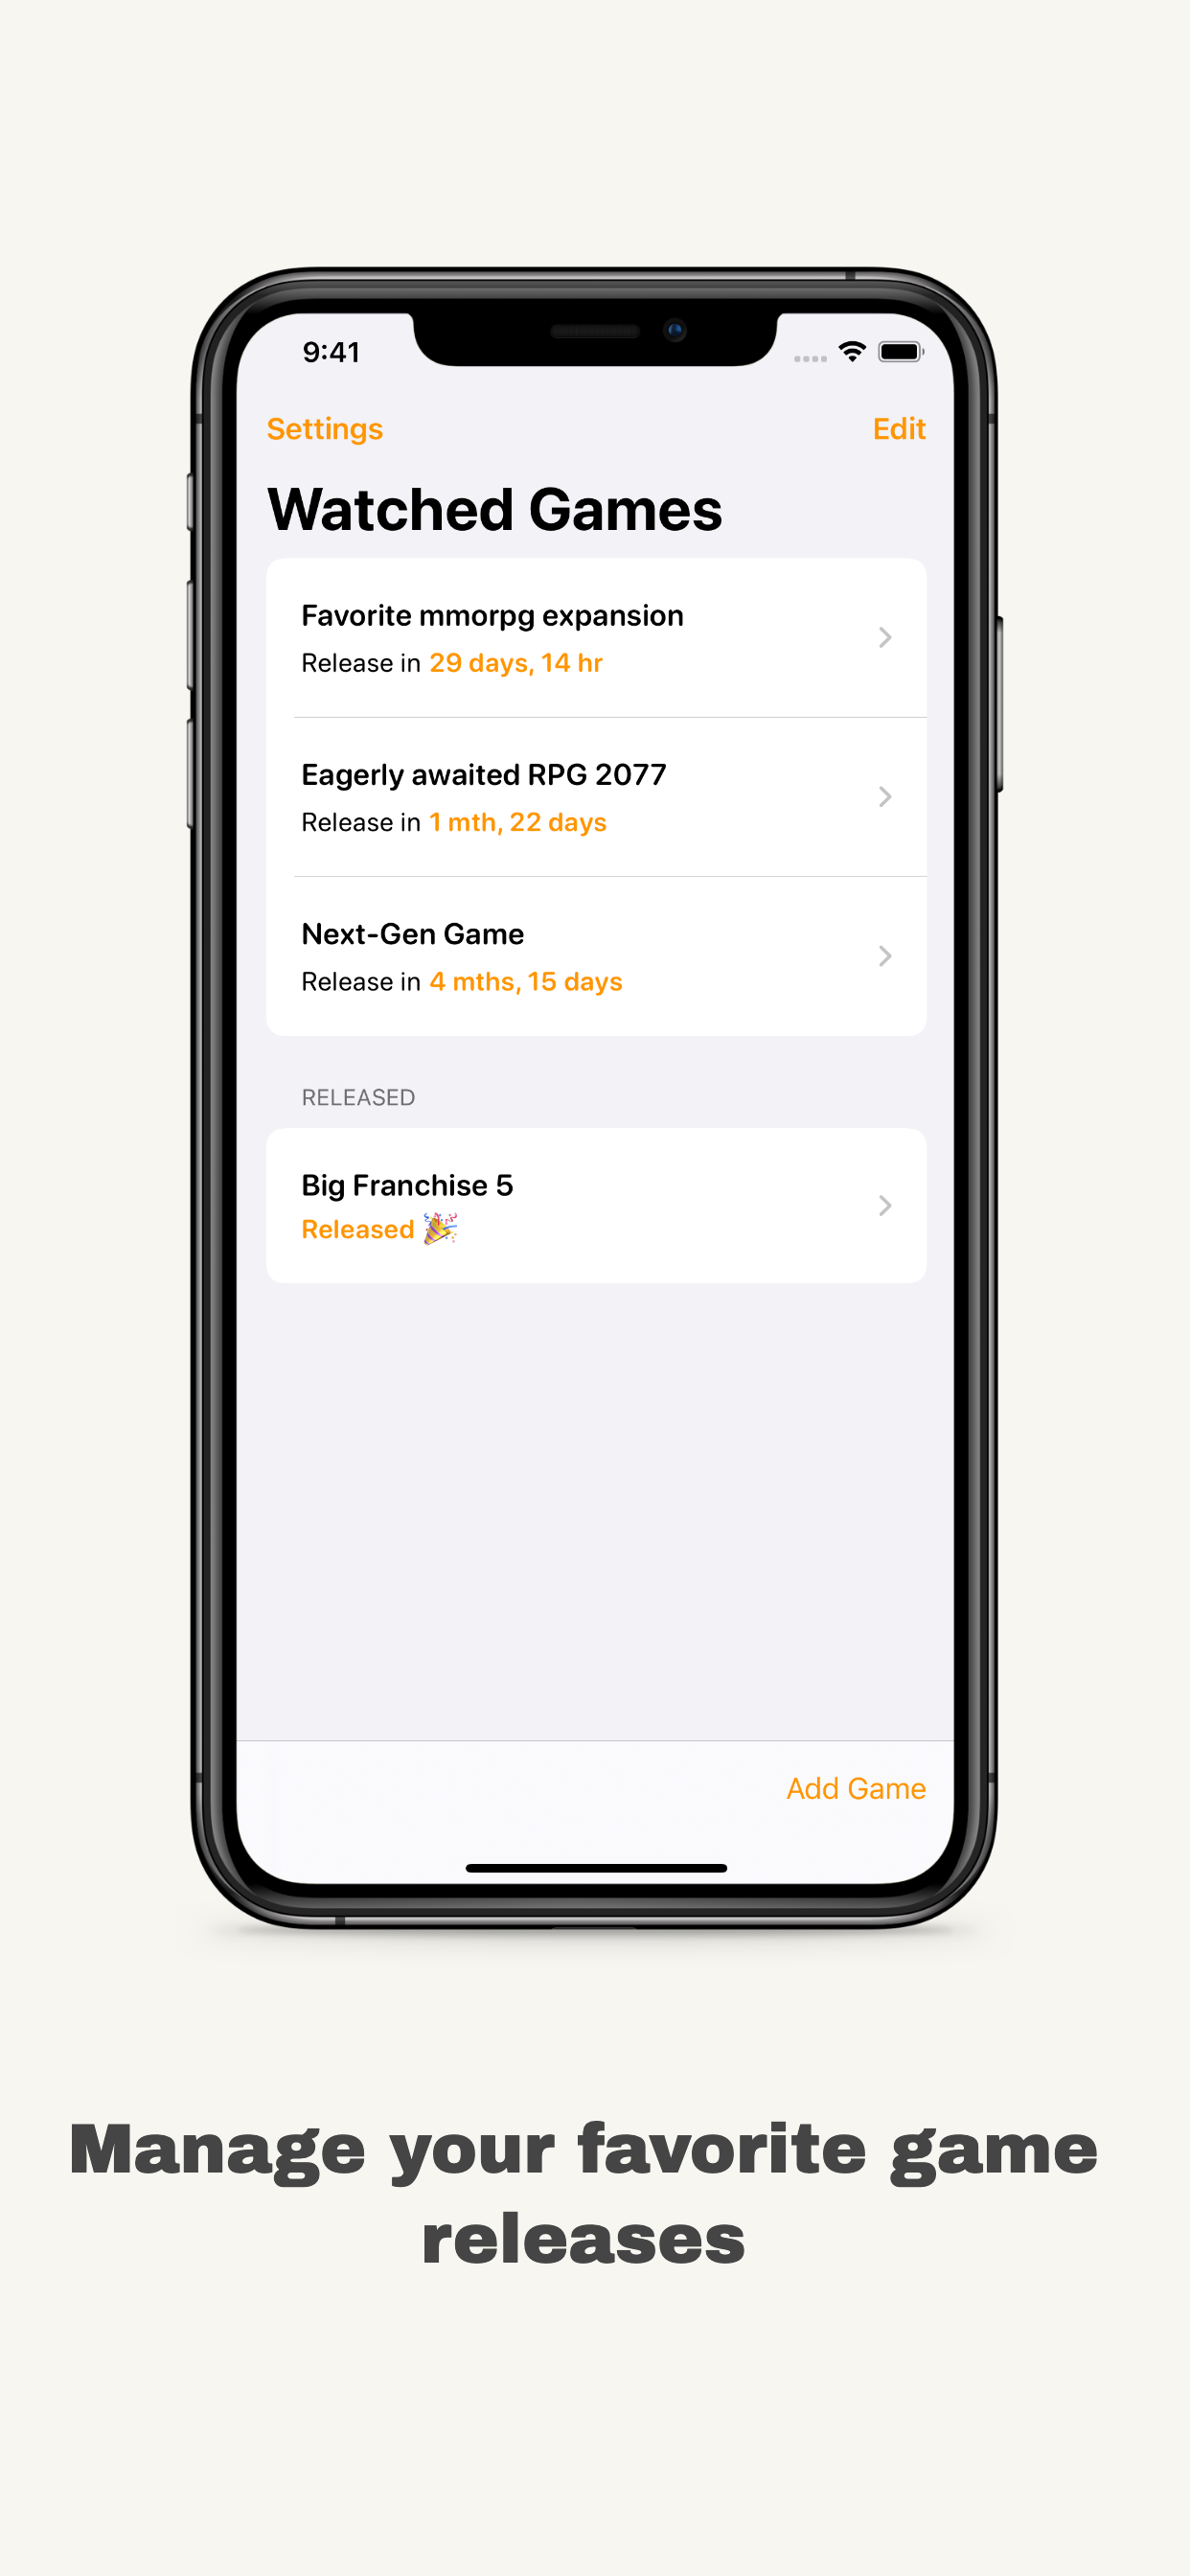 9:41
Settings
Edit
Watched Games
Favorite mmorpg expansion
Release in 29 days, 14 hr
Eagerly awaited RPG 2077
Release in 1 mth, 22 days
Next-Gen Game
Release in 4 mths, 15 days
RELEASED
Big Franchise 5
Released 🎉
Add Game
Manage your favorite game
releases